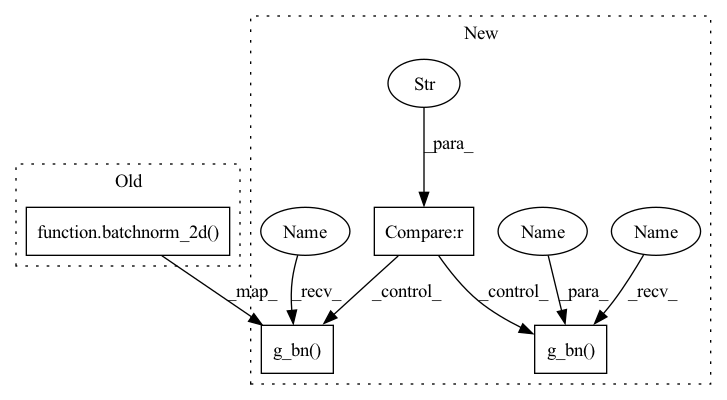 New
Str
_para_
Old
function.batchnorm_2d()
Name
Compare:r
Name
Name
_map_
_recv_
_control_
_control_
_para_
_recv_
g_bn()
g_bn()